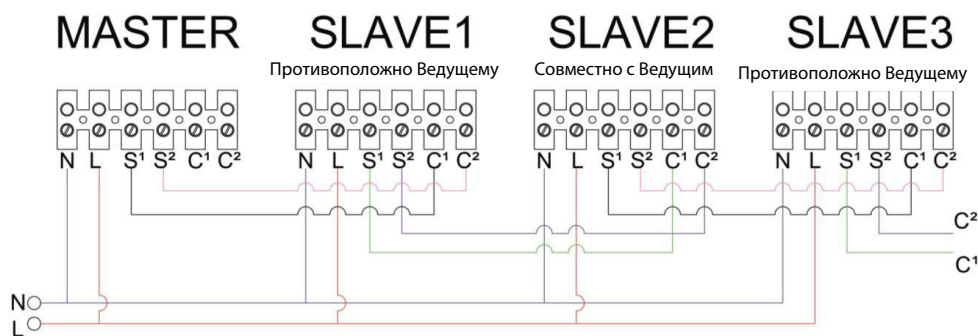 MASTER SLAVE1 SLAVE2 SLAVE3
Противоположно Ведущему Совместно с Ведущим Противоположно Ведущему
N L S¹ S² C¹ C² N L S¹ S² C¹ C² N L S¹ S² C¹ C² N L S¹ S² C¹ C²
C²
C¹
N
L